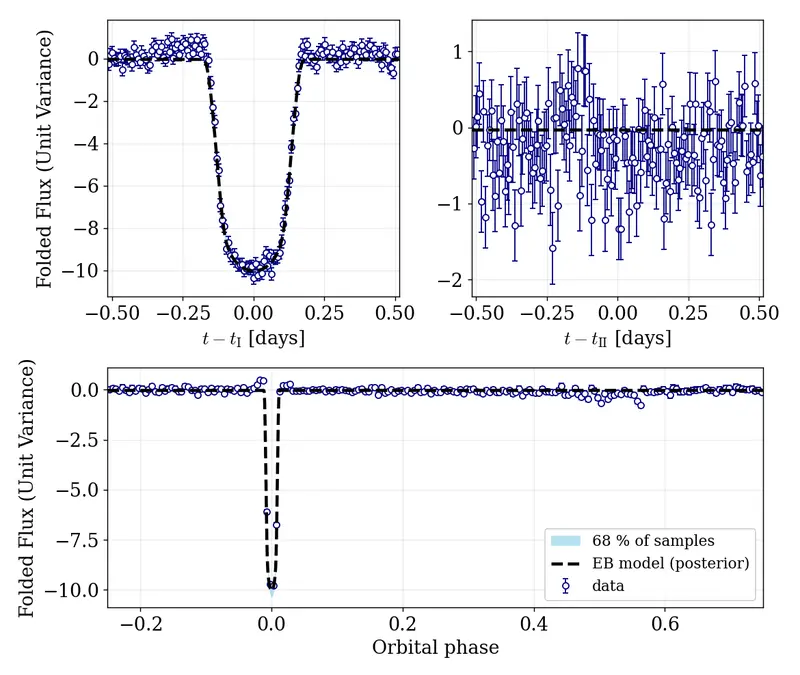 Folded Flux (Unit Variance)
0
−2
−4
−6
−8
−10
−0.50 −0.25 0.00 0.25 0.50
t − tI [days]
1
0
−1
−2
−0.50 −0.25 0.00 0.25 0.50
t − tII [days]
Folded Flux (Unit Variance)
0.0
−2.5
−5.0
−7.5
−10.0
68 % of samples
EB model (posterior)
data
−0.2 0.0 0.2 0.4 0.6
Orbital phase